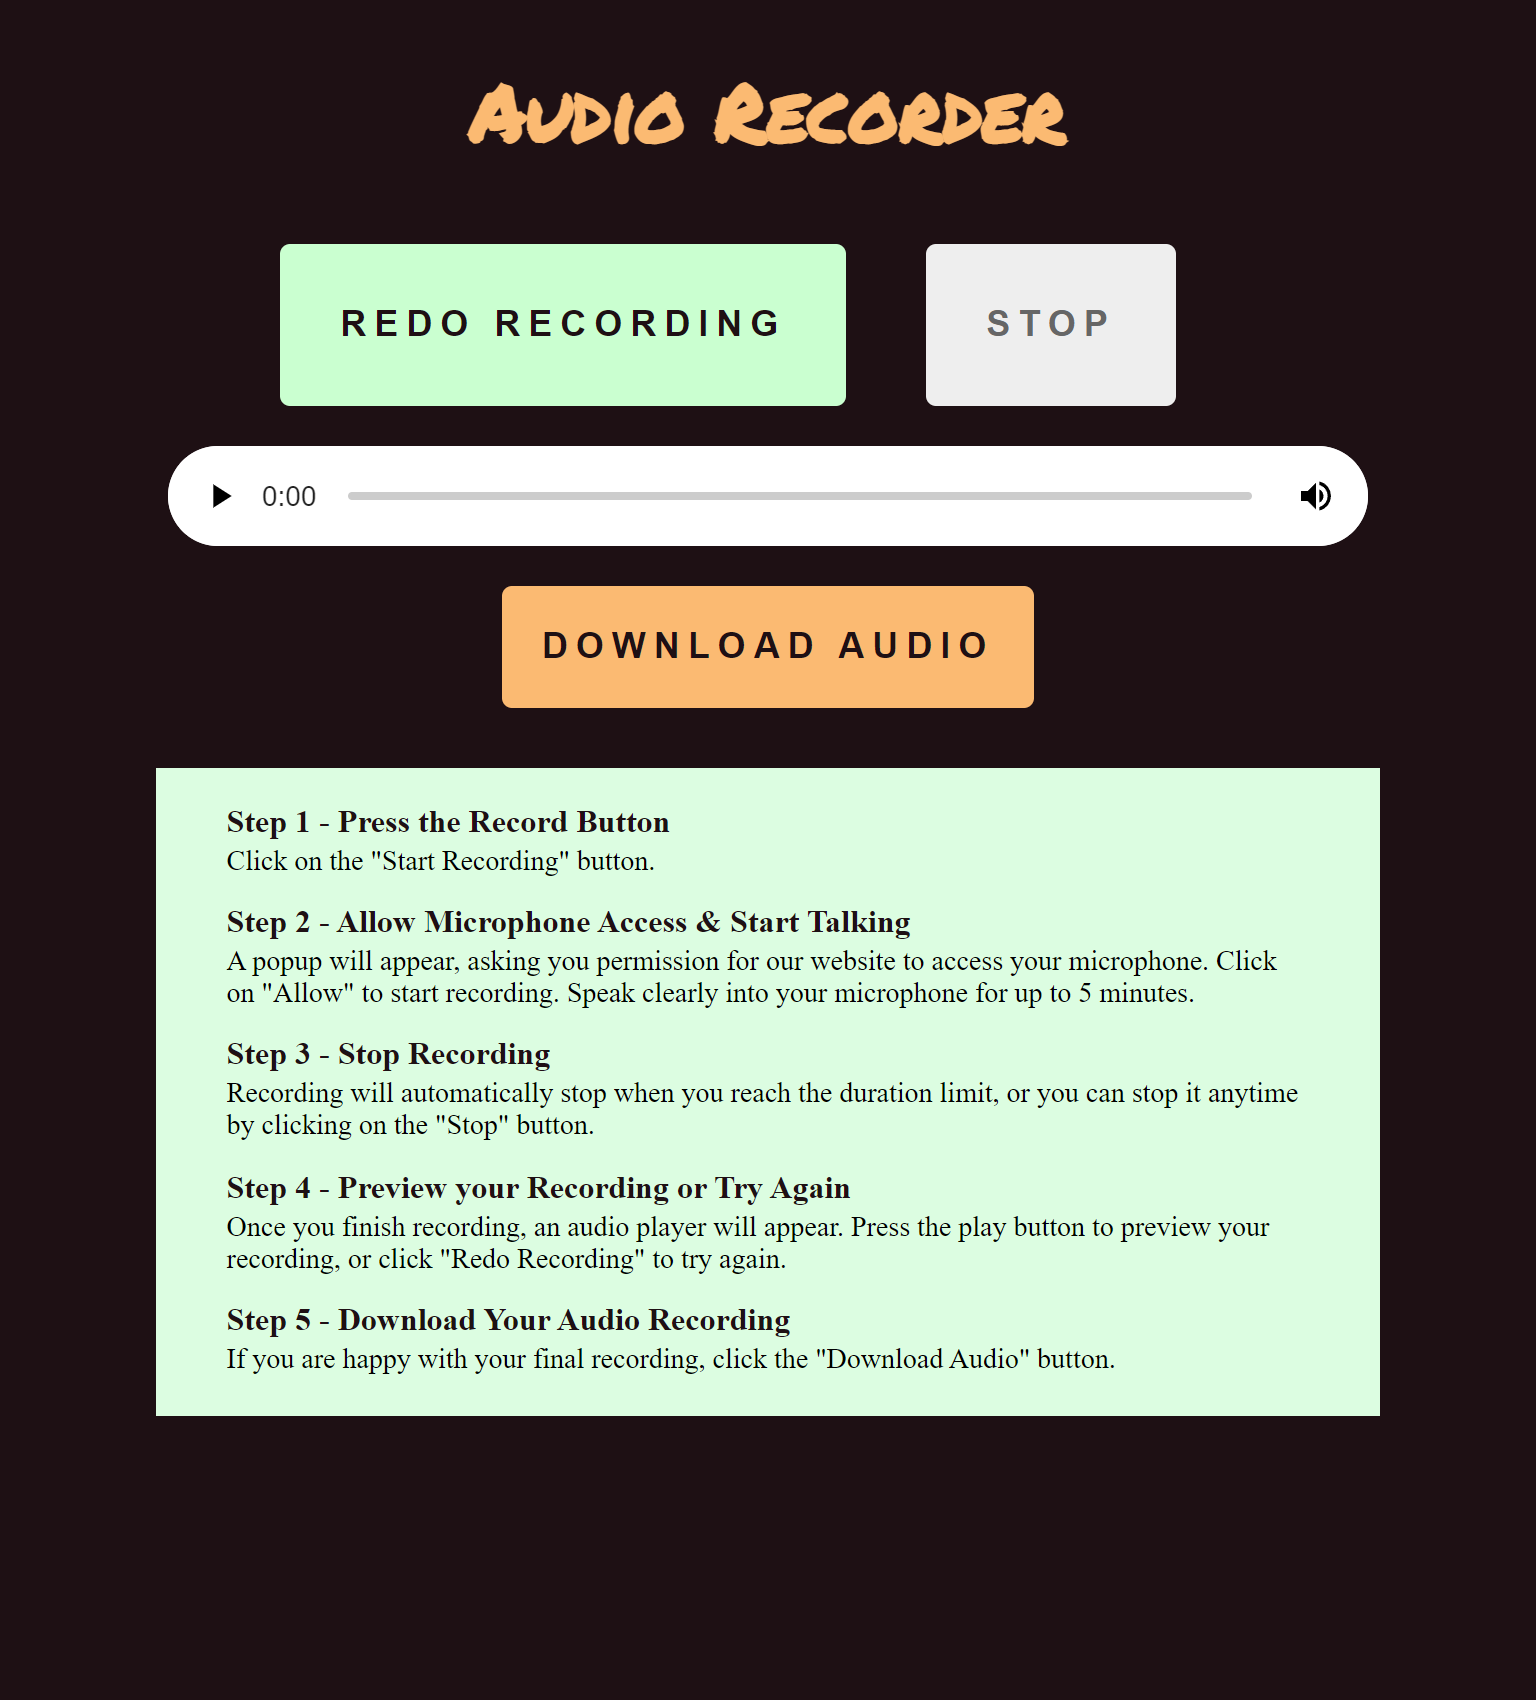 Audio Recorder
REDO RECORDING
STOP
0:00
DOWNLOAD AUDIO
Step 1 - Press the Record Button
Click on the "Start Recording" button.
Step 2 - Allow Microphone Access & Start Talking
A popup will appear, asking you permission for our website to access your microphone. Click
on "Allow" to start recording. Speak clearly into your microphone for up to 5 minutes.
Step 3 - Stop Recording
Recording will automatically stop when you reach the duration limit, or you can stop it anytime
by clicking on the "Stop" button.
Step 4 - Preview your Recording or Try Again
Once you finish recording, an audio player will appear. Press the play button to preview your
recording, or click "Redo Recording" to try again.
Step 5 - Download Your Audio Recording
If you are happy with your final recording, click the "Download Audio" button.